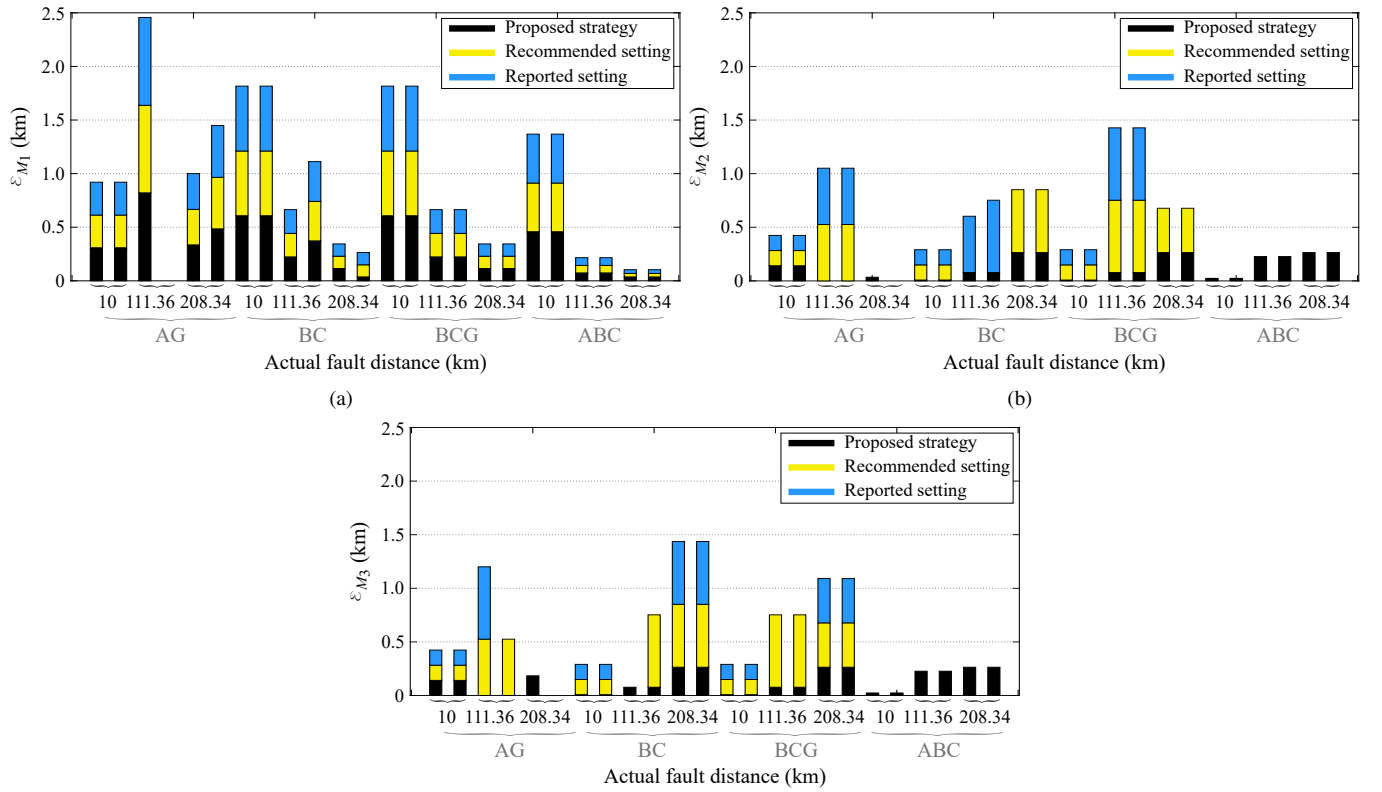 2.5
2.0
1.5
1.0
0.5
0
ε_{M_1} (km)
Proposed strategy
Recommended setting
Reported setting
10 111.36 208.34 10 111.36 208.34 10 111.36 208.34 10 111.36 208.34
AG BC BCG ABC
Actual fault distance (km)
(a)
2.5
2.0
1.5
1.0
0.5
0
ε_{M_2} (km)
Proposed strategy
Recommended setting
Reported setting
10 111.36 208.34 10 111.36 208.34 10 111.36 208.34 10 111.36 208.34
AG BC BCG ABC
Actual fault distance (km)
(b)
2.5
2.0
1.5
1.0
0.5
0
ε_{M_3} (km)
Proposed strategy
Recommended setting
Reported setting
10 111.36 208.34 10 111.36 208.34 10 111.36 208.34 10 111.36 208.34
AG BC BCG ABC
Actual fault distance (km)